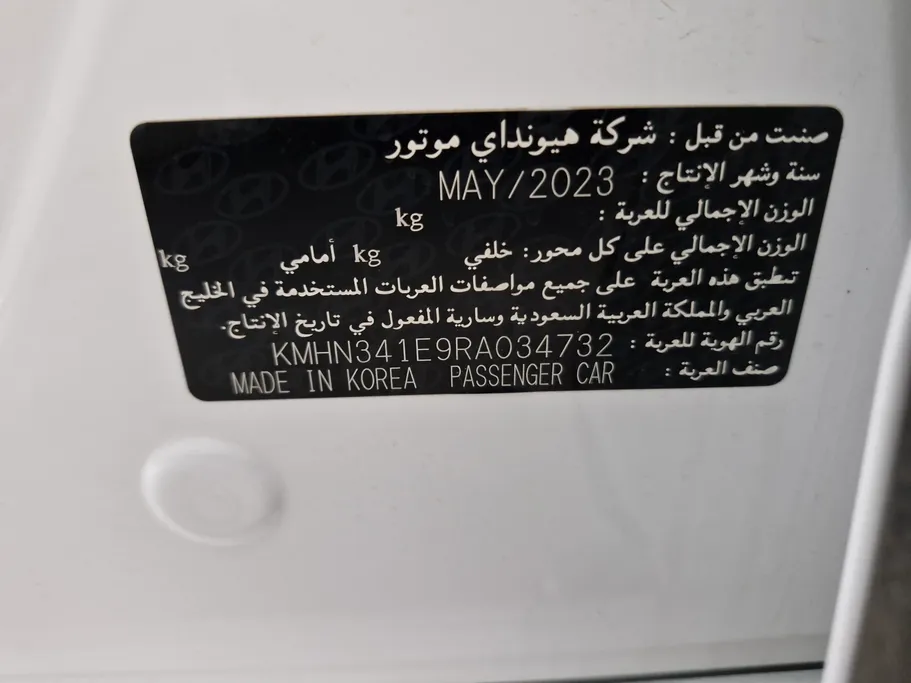 صنعت من قبل : شركة هيونداي موتور
سنة وشهر الإنتاج : MAY/2023
الوزن الإجمالي للعربة : kg
الوزن الإجمالي على كل محور: خلفي kg أمامي kg
تنطبق هذه العربة على جميع مواصفات العربات المستخدمة في الخليج
العربي والمملكة العربية السعودية وسارية المفعول في تاريخ الإنتاج.
رقم الهوية للعربة : KMHN341E9RA034732
صنف العربة : PASSENGER CAR MADE IN KOREA